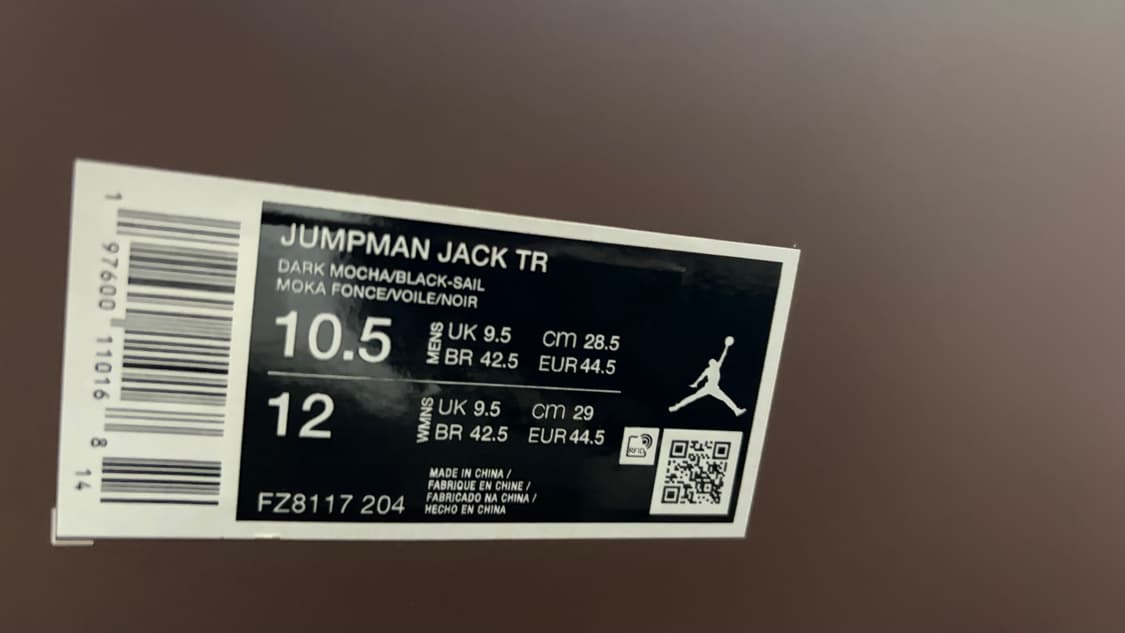 JUMPMAN JACK TR
DARK MOCHA/BLACK-SAIL
MOKA FONCE/VOILE/NOIR
10.5 MENS UK 9.5 cm 28.5
BR 42.5 EUR 44.5
12 WMNS UK 9.5 cm 29
BR 42.5 EUR 44.5
RFID
MADE IN CHINA /
FABRIQUE EN CHINE /
FABRICADO NA CHINA /
HECHO EN CHINA
FZ8117 204
1 97600 11016 8 14